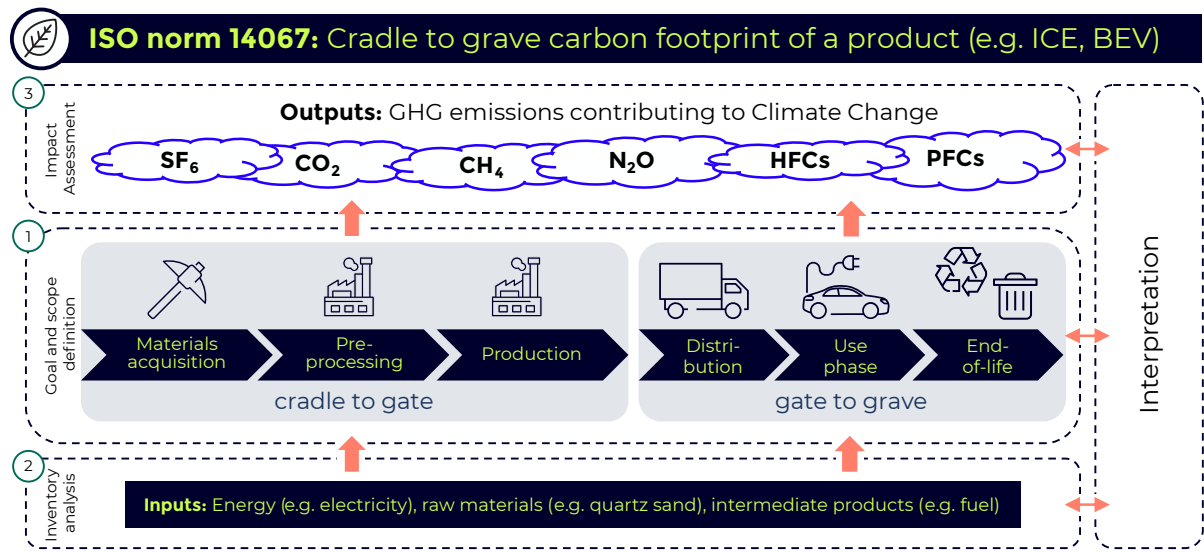 ISO norm 14067: Cradle to grave carbon footprint of a product (e.g. ICE, BEV)
3
Impact
Assessment
Outputs: GHG emissions contributing to Climate Change
SF₆
CO₂
CH₄
N₂O
HFCs
PFCs
1
Goal and scope
definition
Materials
acquisition
Pre-
processing
Production
cradle to gate
Distri-
bution
Use
phase
End-
of-life
gate to grave
2
Inventory
analysis
Inputs: Energy (e.g. electricity), raw materials (e.g. quartz sand), intermediate products (e.g. fuel)
Interpretation